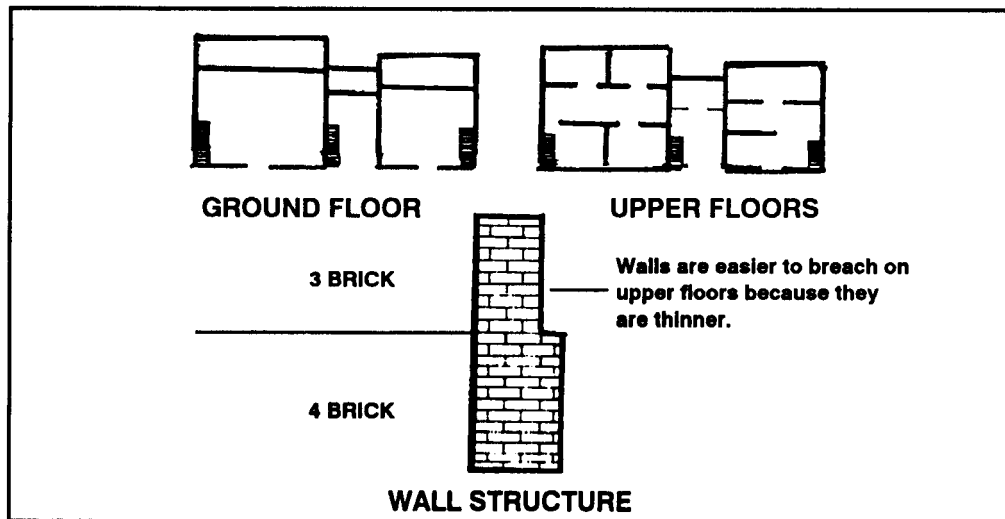 GROUND FLOOR
UPPER FLOORS
3 BRICK
Walls are easier to breach on
upper floors because they
are thinner.
4 BRICK
WALL STRUCTURE